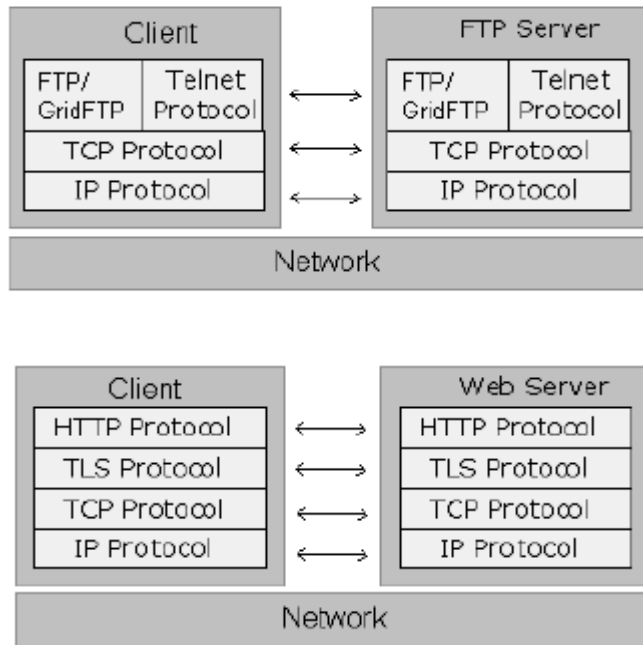 Client
FTP Server
FTP/
GridFTP
Telnet
Protocol
FTP/
GridFTP
Telnet
Protocol
TCP Protocol
TCP Protocol
IP Protocol
IP Protocol
Network
Client
Web Server
HTTP Protocol
HTTP Protocol
TLS Protocol
TLS Protocol
TCP Protocol
TCP Protocol
IP Protocol
IP Protocol
Network